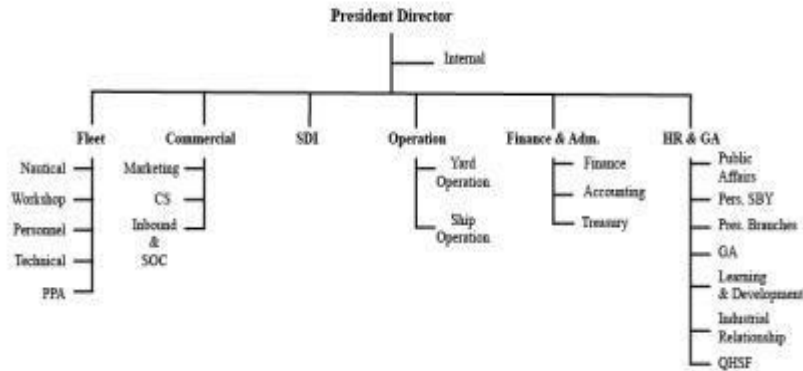 President Director
Internal
Fleet
Commercial
SDI
Operation
Finance & Adm.
HR & GA
Nautical
Workshop
Personnel
Technical
PPA
Marketing
CS
Inbound
&
SOC
Yard
Operation
Ship
Operation
Finance
Accounting
Treasury
Public
Affairs
Pers. SBY
Pres. Branches
GA
Learning
& Development
Industrial
Relationship
QHSF